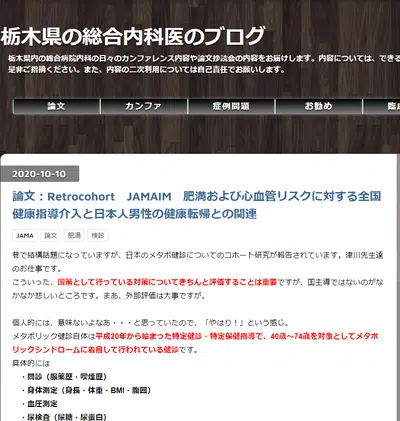 栃木県の総合内科医のブログ
栃木県内の総合病院内科の日々のカンファレンス内容や論文抄読会の内容をお届けします。内容については、できる
是非ご指摘ください。また、内容の二次利用については自己責任でお願いします。
論文 カンファ 症例問題 お勧め 臨
2020-10-10
論文：Retrocohort　JAMAIM　肥満および心血管リスクに対する全国
健康指導介入と日本人男性の健康転帰との関連
JAMA 論文 肥満 検診
巷で結構話題になっていますが、日本のメタボ健診についてのコホート研究が報告されています。津川先生達
のお仕事です。
こういった、国策として行っている対策についてきちんと評価することは重要ですが、国主導ではないのがな
かなか悲しいところです。まあ、外部評価は大事ですが。
個人的には、意味ないよなあ・・・と思っていたので、「やはり！」という感じ。
メタボリック健診自体は平成20年から始まった特定健診・特定保健指導で、40歳〜74歳を対象としてメタボ
リックシンドロームに着目して行われている健診です。
具体的には
・問診（服薬歴・喫煙歴）
・身体測定（身長・体重・BMI・腹囲）
・血圧測定
・尿検査（尿糖・尿蛋白）